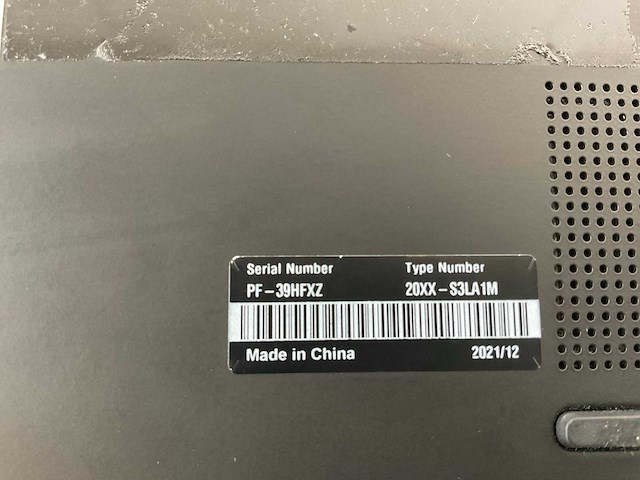 Serial Number Type Number
PF-39HFXZ 20XX-S3LA1M
Made in China 2021/12